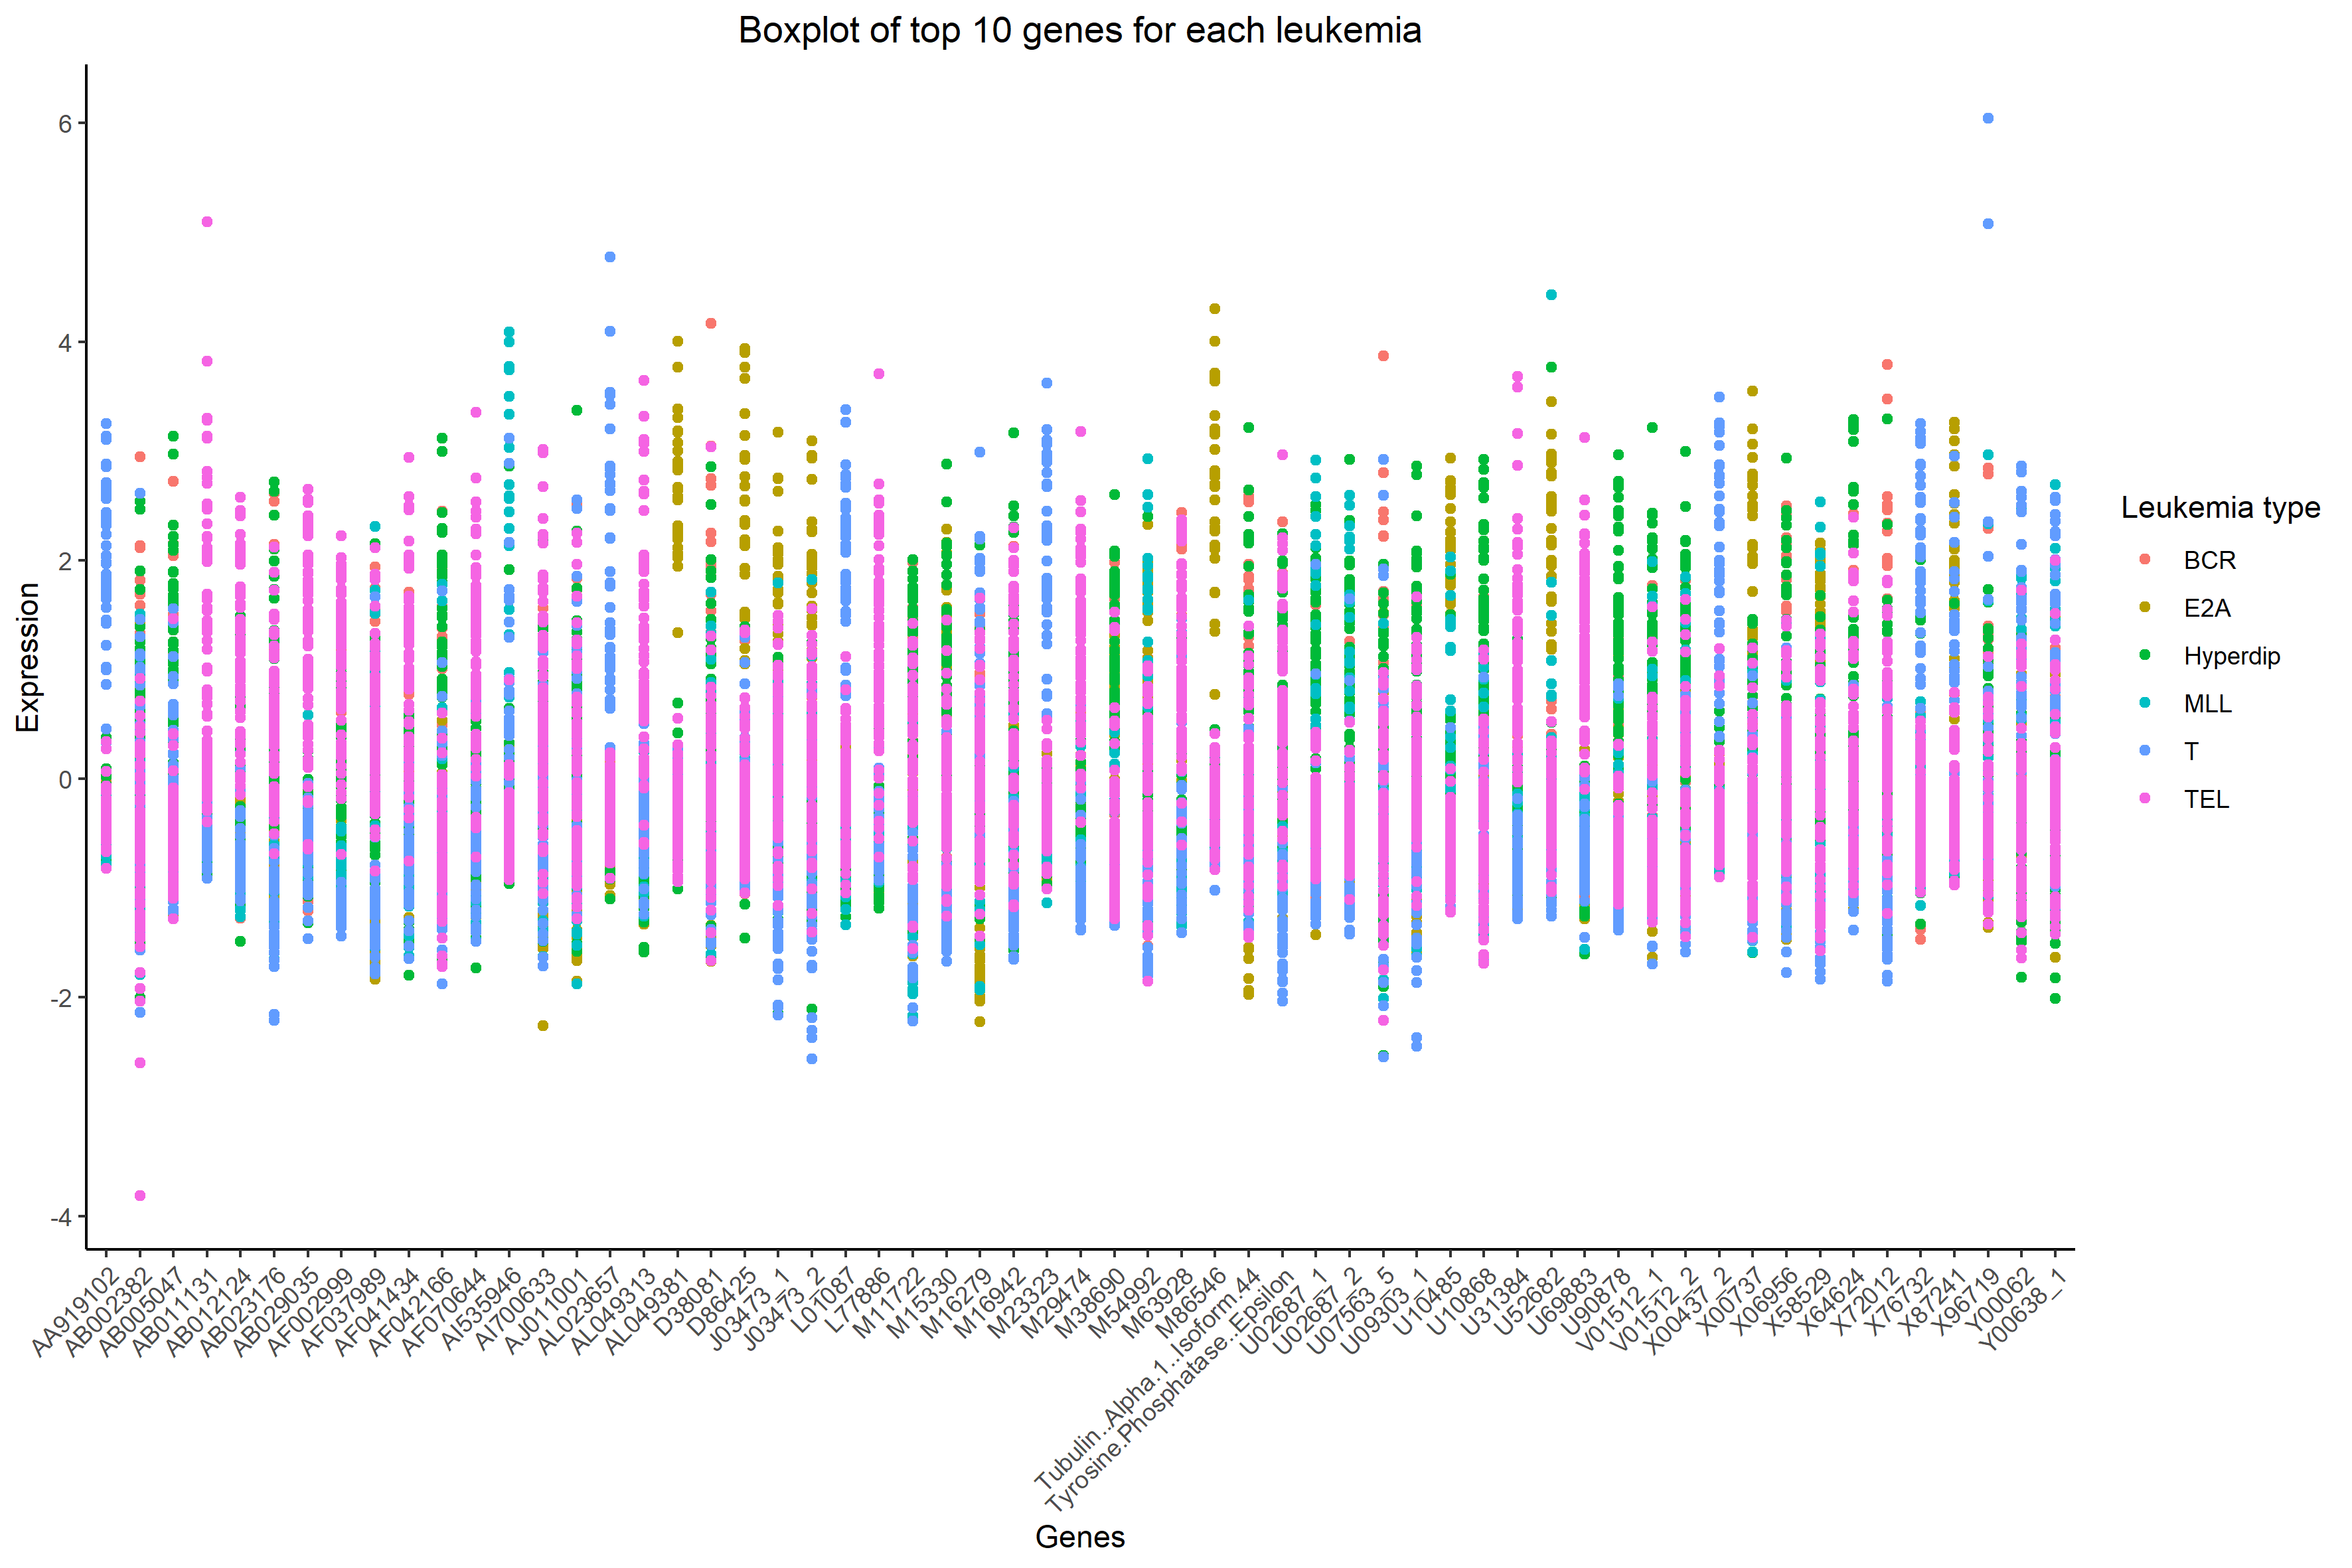 Boxplot of top 10 genes for each leukemia
Expression
6
4
2
0
-2
-4
AA919102
AB002382
AB005047
AB011131
AB012124
AB023176
AB029035
AF002999
AF037989
AF041434
AF042166
AF070644
AI535946
AI700633
AJ011001
AL023657
AL049313
AL049381
D38081
D86425
J03473_1
J03473_2
L01087
L77886
M11722
M15330
M16279
M16942
M23323
M29474
M38690
M54992
M63928
M86546
Tubulin..Alpha.1..Isoform.44
Tyrosine.Phosphatase..Epsilon
U02687_1
U02687_2
U07563_5
U09303_1
U10485
U10868
U31384
U52682
U69883
U90878
V01512_1
V01512_2
X00437_2
X00737
X06956
X58529
X64624
X72012
X76732
X87241
X96719
Y00062
Y00638_1
Genes
Leukemia type
BCR
E2A
Hyperdip
MLL
T
TEL